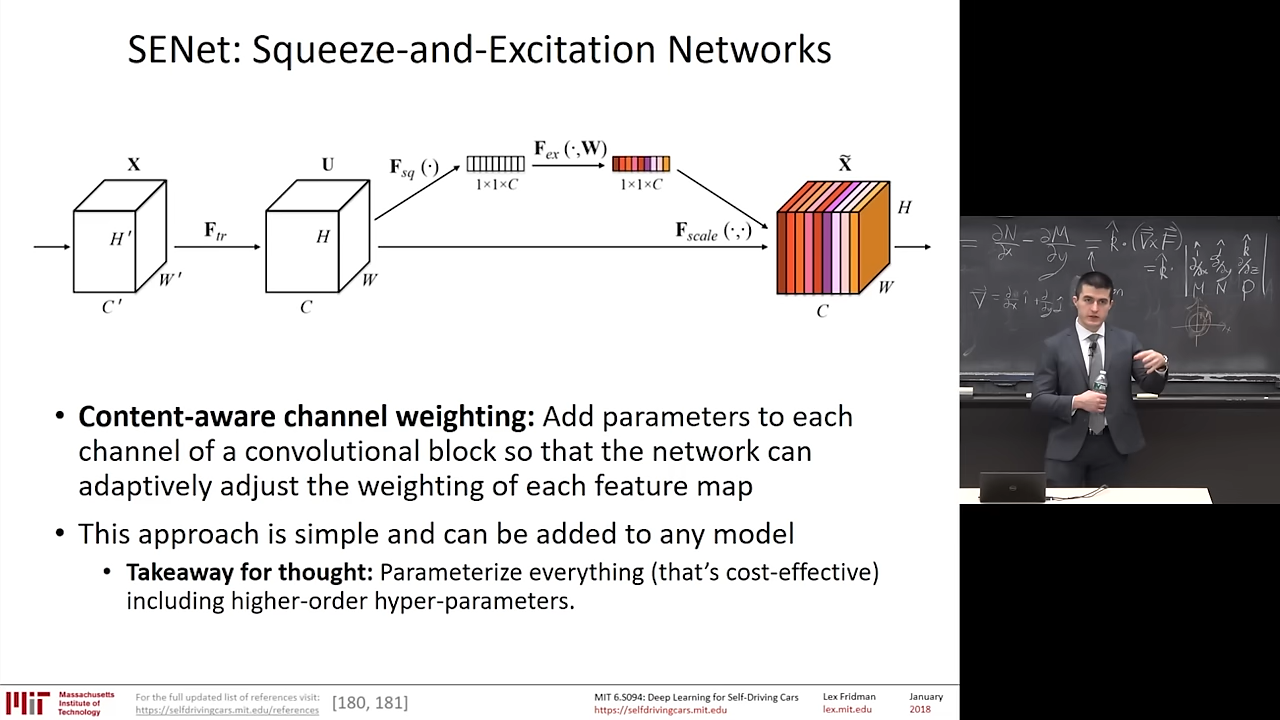 SENet: Squeeze-and-Excitation Networks
X
U
F_sq (·)
F_ex (·,W)
X̃
1×1×C
1×1×C
H'
F_tr
H
F_scale (·,·)
H
W'
W
W
C'
C
C
• Content-aware channel weighting: Add parameters to each
channel of a convolutional block so that the network can
adaptively adjust the weighting of each feature map
• This approach is simple and can be added to any model
• Takeaway for thought: Parameterize everything (that's cost-effective)
including higher-order hyper-parameters.
MIT
Massachusetts
Institute of
Technology
For the full updated list of references visit:
https://selfdrivingcars.mit.edu/references
[180, 181]
MIT 6.S094: Deep Learning for Self-Driving Cars
https://selfdrivingcars.mit.edu
Lex Fridman
lex.mit.edu
January
2018
= ∂N/∂x − ∂M/∂y = k̂ · (∇⃗×F⃗)
= k̂ ·
î ĵ k̂
∂/∂x ∂/∂y ∂/∂z
M N P